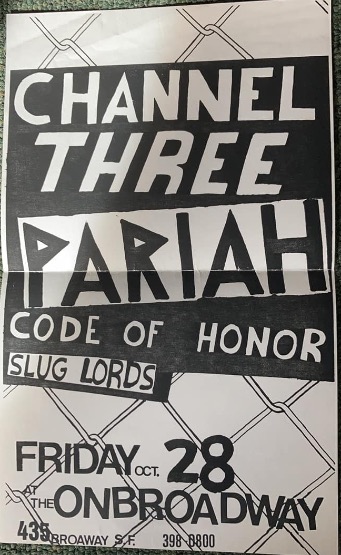 CHANNEL
THREE
PARIAH
CODE OF HONOR
SLUG LORDS
FRIDAY OCT. 28
AT THE ONBROADWAY
435 BROAWAY S.F. 398 0800